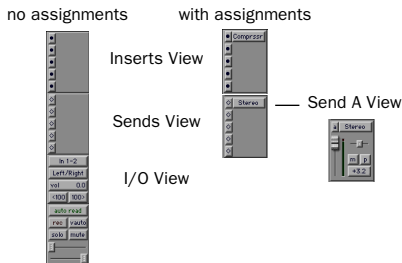 no assignments
with assignments
Comprssr
Inserts View
Stereo
Send A View
Sends View
a Stereo
m p
+3.2
In 1-2
Left/Right
I/O View
vol 0.0
<100 100>
auto read
rec vauto
solo mute